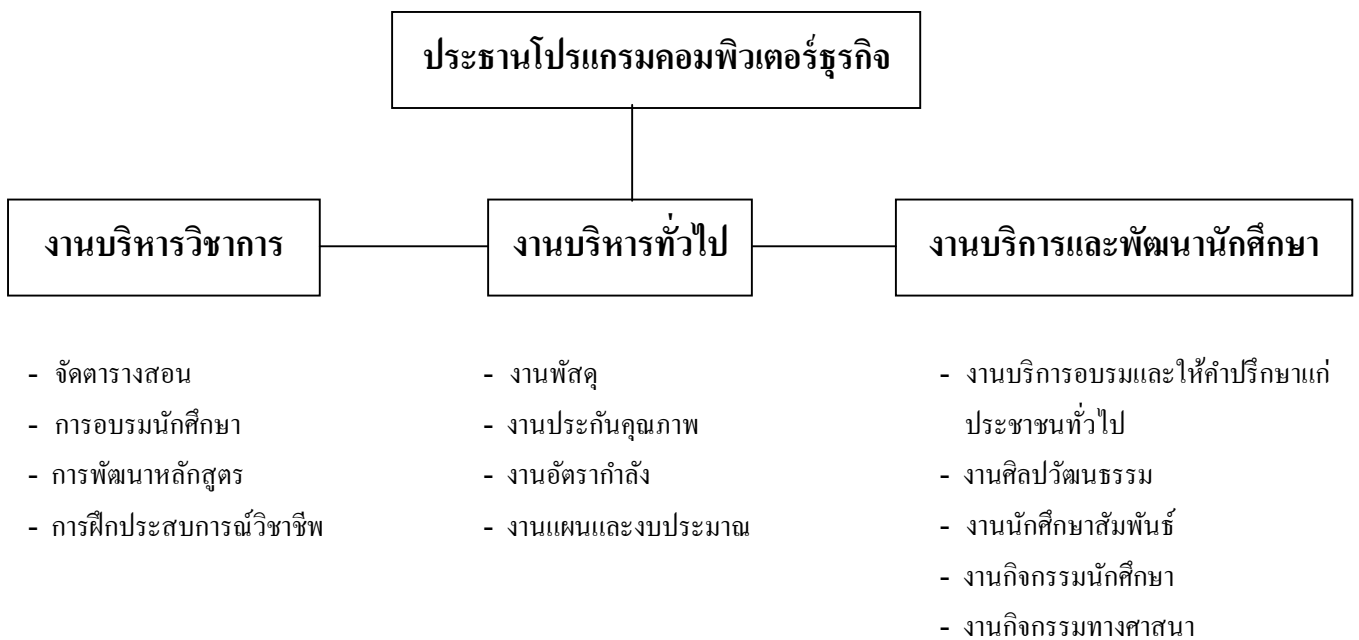 ประธานโปรแกรมคอมพิวเตอร์ธุรกิจ
งานบริหารวิชาการ
งานบริหารทั่วไป
งานบริการและพัฒนานักศึกษา
- จัดตารางสอน
- การอบรมนักศึกษา
- การพัฒนาหลักสูตร
- การฝึกประสบการณ์วิชาชีพ
- งานพัสดุ
- งานประกันคุณภาพ
- งานอัตรากำลัง
- งานแผนและงบประมาณ
- งานบริการอบรมและให้คำปรึกษาแก่
ประชาชนทั่วไป
- งานศิลปวัฒนธรรม
- งานนักศึกษาสัมพันธ์
- งานกิจกรรมนักศึกษา
- งานกิจกรรมทางศาสนา